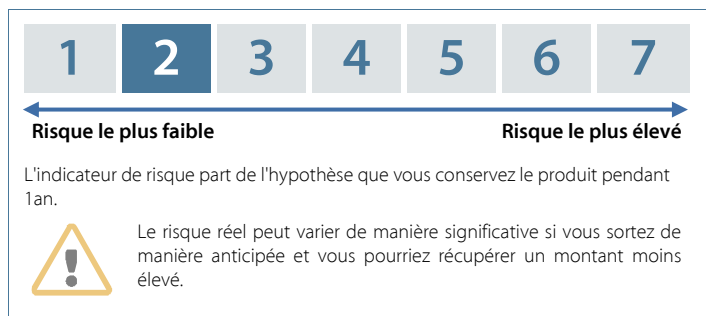 1 2 3 4 5 6 7
Risque le plus faible Risque le plus élevé
L'indicateur de risque part de l'hypothèse que vous conservez le produit pendant
1an.
Le risque réel peut varier de manière significative si vous sortez de
manière anticipée et vous pourriez récupérer un montant moins
élevé.